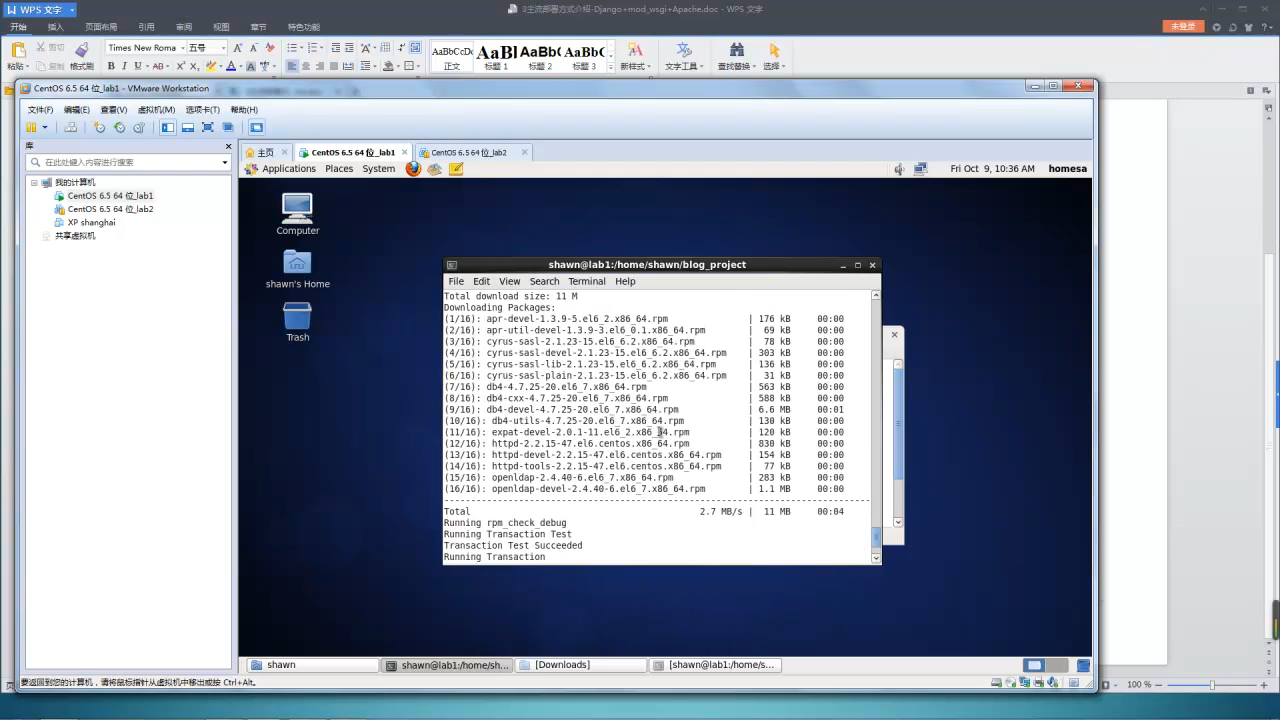 WPS 文字
3主流部署方式介绍-Django+mod_wsgi+Apache.doc - WPS 文字
开始 插入 页面布局 引用 审阅 视图 章节 特色功能
未登录
粘贴 剪切 复制 格式刷
Times New Roma 五号
AaBbCcDc AaBl AaBb( AaBbC
正文 标题 1 标题 2 标题 3
新样式 文字工具 查找替换 选择
CentOS 6.5 64 位_lab1 - VMware Workstation
文件(F) 编辑(E) 查看(V) 虚拟机(M) 选项卡(T) 帮助(H)
库
在此处键入内容进行搜索
我的计算机
CentOS 6.5 64 位_lab1
CentOS 6.5 64 位_lab2
XP shanghai
共享虚拟机
主页 CentOS 6.5 64 位_lab1 CentOS 6.5 64 位_lab2
Applications Places System
Fri Oct 9, 10:36 AM homesa
Computer
shawn's Home
Trash
shawn@lab1:/home/shawn/blog_project
File Edit View Search Terminal Help
Total download size: 11 M
Downloading Packages:
(1/16): apr-devel-1.3.9-5.el6_2.x86_64.rpm | 176 kB 00:00
(2/16): apr-util-devel-1.3.9-3.el6_0.1.x86_64.rpm | 69 kB 00:00
(3/16): cyrus-sasl-2.1.23-15.el6_6.2.x86_64.rpm | 78 kB 00:00
(4/16): cyrus-sasl-devel-2.1.23-15.el6_6.2.x86_64.rpm | 303 kB 00:00
(5/16): cyrus-sasl-lib-2.1.23-15.el6_6.2.x86_64.rpm | 136 kB 00:00
(6/16): cyrus-sasl-plain-2.1.23-15.el6_6.2.x86_64.rpm | 31 kB 00:00
(7/16): db4-4.7.25-20.el6_7.x86_64.rpm | 563 kB 00:00
(8/16): db4-cxx-4.7.25-20.el6_7.x86_64.rpm | 588 kB 00:00
(9/16): db4-devel-4.7.25-20.el6_7.x86_64.rpm | 6.6 MB 00:01
(10/16): db4-utils-4.7.25-20.el6_7.x86_64.rpm | 130 kB 00:00
(11/16): expat-devel-2.0.1-11.el6_2.x86_64.rpm | 120 kB 00:00
(12/16): httpd-2.2.15-47.el6.centos.x86_64.rpm | 830 kB 00:00
(13/16): httpd-devel-2.2.15-47.el6.centos.x86_64.rpm | 154 kB 00:00
(14/16): httpd-tools-2.2.15-47.el6.centos.x86_64.rpm | 77 kB 00:00
(15/16): openldap-2.4.40-6.el6_7.x86_64.rpm | 283 kB 00:00
(16/16): openldap-devel-2.4.40-6.el6_7.x86_64.rpm | 1.1 MB 00:00
--------------------------------------------------------------------------------
Total 2.7 MB/s | 11 MB 00:04
Running rpm_check_debug
Running Transaction Test
Transaction Test Succeeded
Running Transaction
shawn shawn@lab1:/home/sh... [Downloads] [shawn@lab1:/home/s...
要返回到您的计算机，请将鼠标指针从虚拟机中移出或按 Ctrl+Alt。
100 %